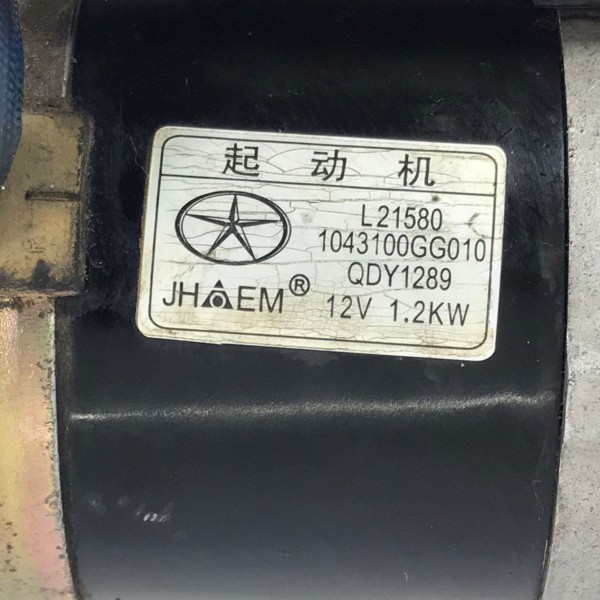 起动机
L21580
1043100GG010
QDY1289
JHAEM® 12V 1.2KW